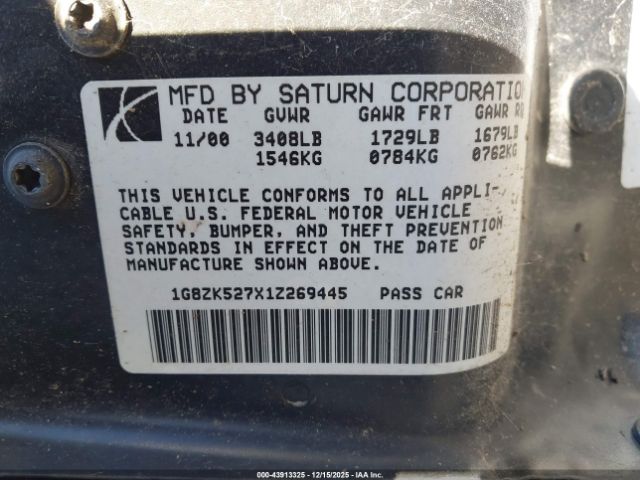 MFD BY SATURN CORPORATION
DATE GVWR GAWR FRT GAWR RR
11/00 3408LB 1729LB 1679LB
1546KG 0784KG 0762KG
THIS VEHICLE CONFORMS TO ALL APPLI-
CABLE U.S. FEDERAL MOTOR VEHICLE
SAFETY, BUMPER, AND THEFT PREVENTION
STANDARDS IN EFFECT ON THE DATE OF
MANUFACTURE SHOWN ABOVE.
1G8ZK527X1Z269445 PASS CAR
000-43913325 - 12/15/2025 - IAA Inc.